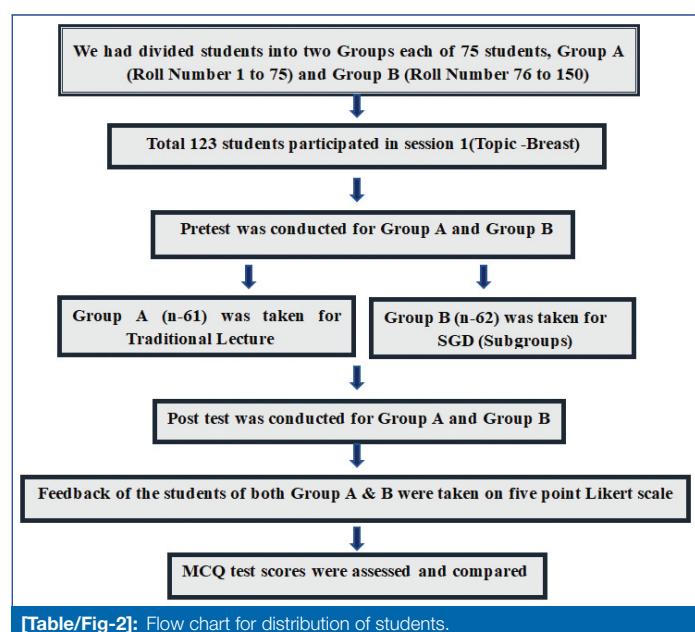 We had divided students into two Groups each of 75 students, Group A
(Roll Number 1 to 75) and Group B (Roll Number 76 to 150)
Total 123 students participated in session 1(Topic -Breast)
Pretest was conducted for Group A and Group B
Group A (n-61) was taken for
Traditional Lecture
Group B (n-62) was taken for
SGD (Subgroups)
Post test was conducted for Group A and Group B
Feedback of the students of both Group A & B were taken on five point Likert scale
MCQ test scores were assessed and compared
[Table/Fig-2]: Flow chart for distribution of students.